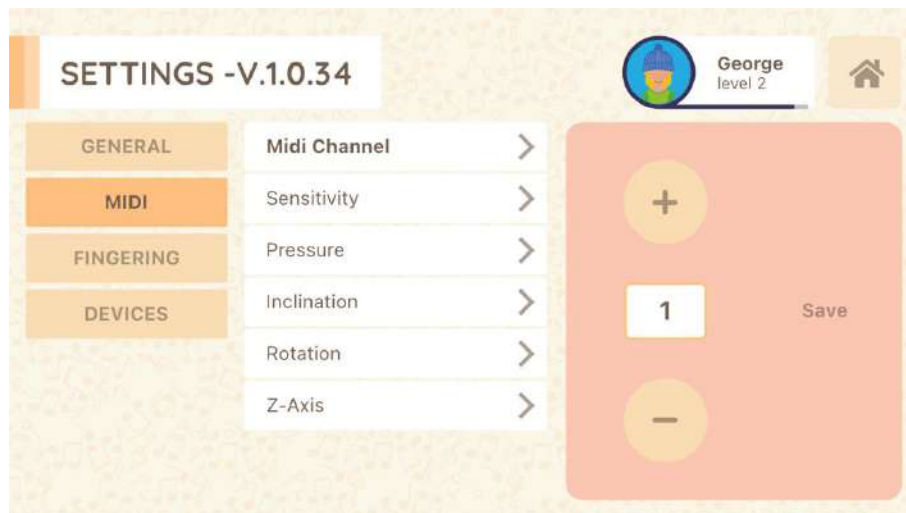 SETTINGS -V.1.0.34
George
level 2
GENERAL
MIDI
FINGERING
DEVICES
Midi Channel
Sensitivity
Pressure
Inclination
Rotation
Z-Axis
+
1
Save
−